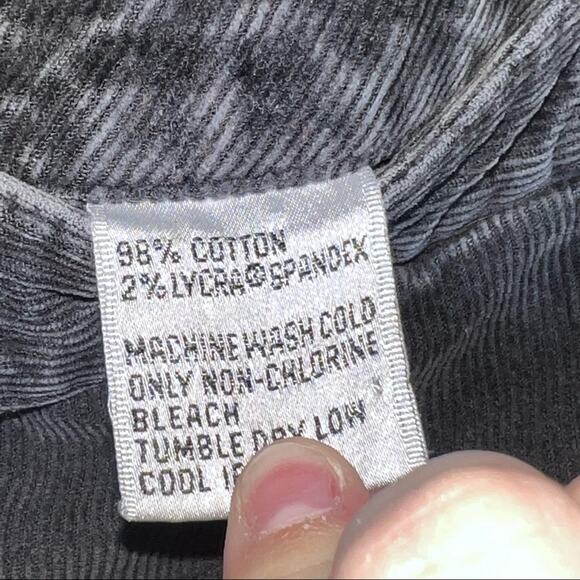 98% COTTON
2% LYCRA® SPANDEX
MACHINE WASH COLD
ONLY NON-CHLORINE
BLEACH
TUMBLE DRY LOW
COOL